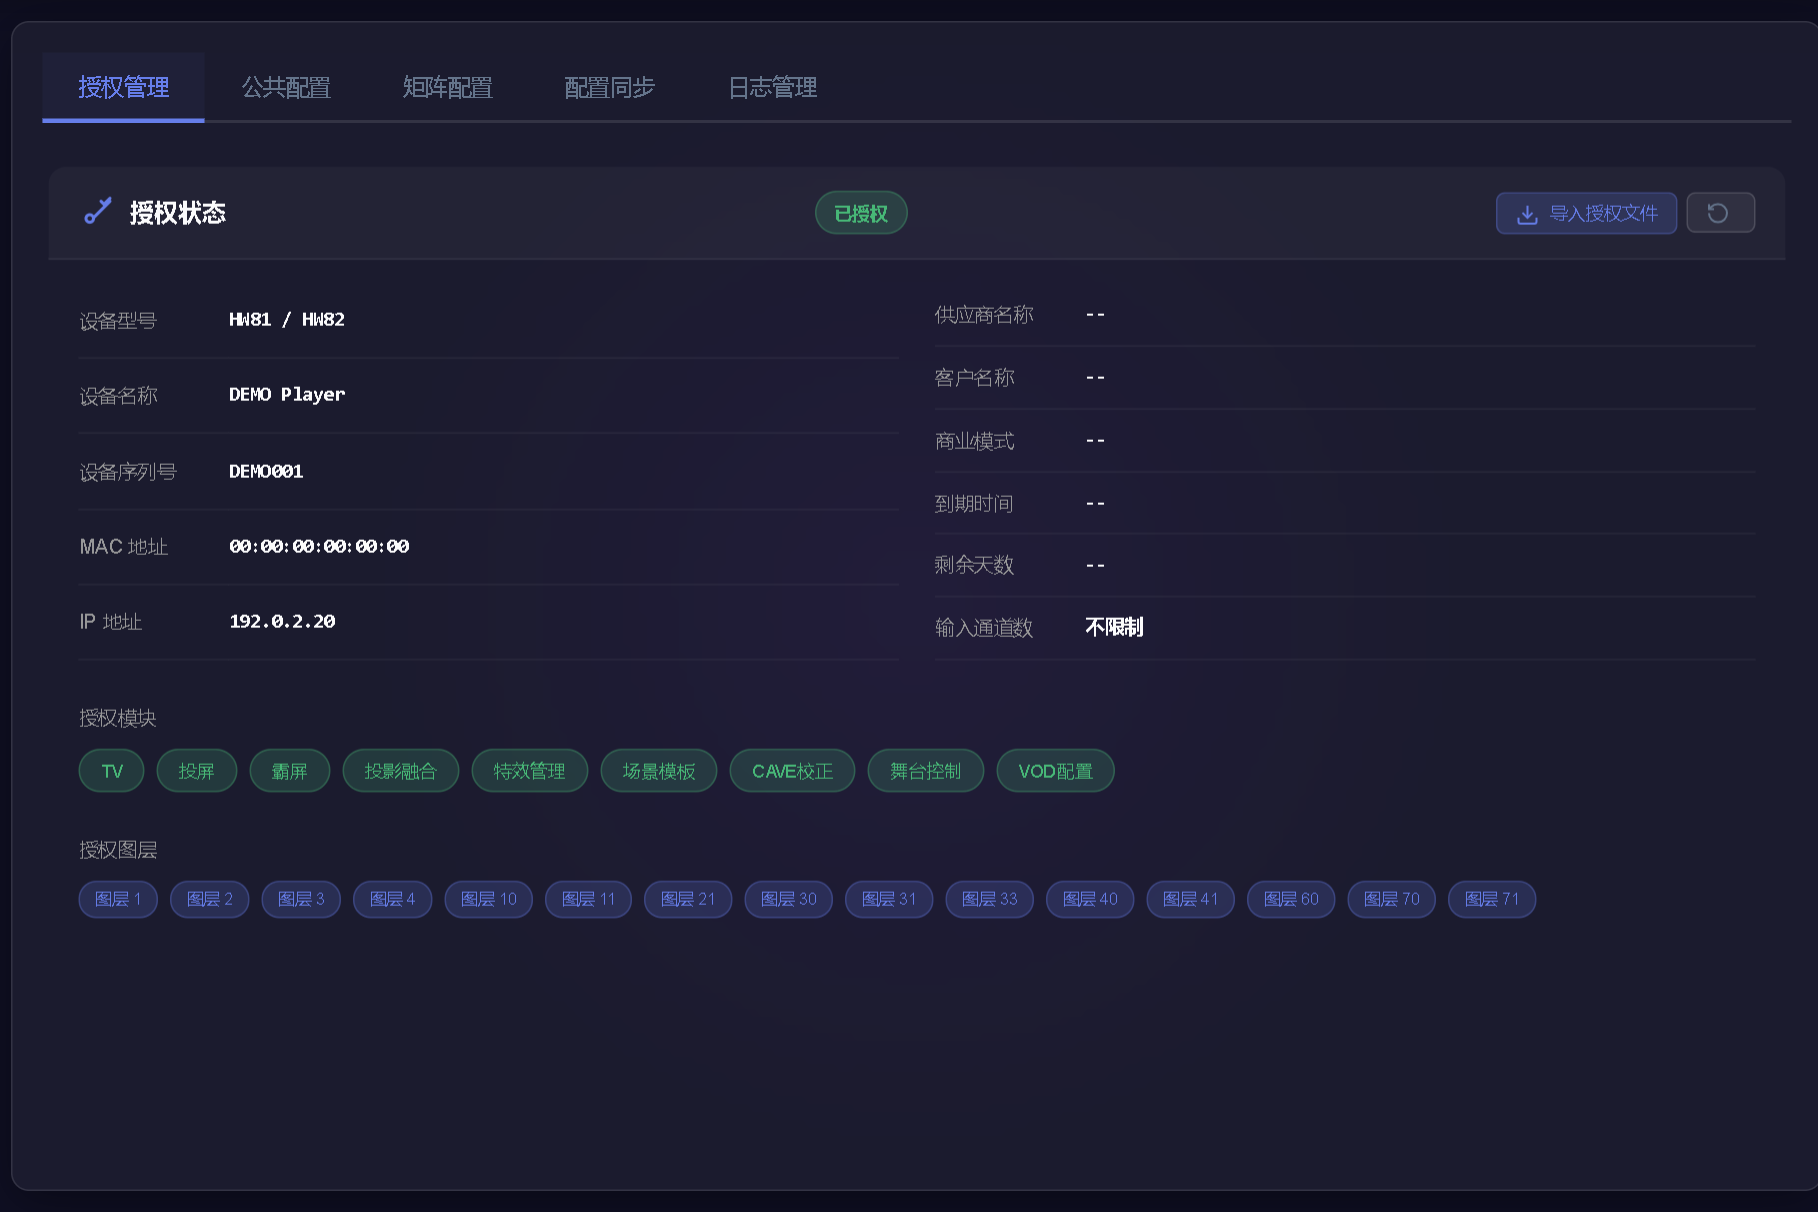 授权管理 公共配置 矩阵配置 配置同步 日志管理
授权状态 已授权 导入授权文件
设备型号 HW81 / HW82
设备名称 DEMO Player
设备序列号 DEMO001
MAC 地址 00:00:00:00:00:00
IP 地址 192.0.2.20
供应商名称 --
客户名称 --
商业模式 --
到期时间 --
剩余天数 --
输入通道数 不限制
授权模块
TV 投屏 霸屏 投影融合 特效管理 场景模板 CAVE校正 舞台控制 VOD配置
授权图层
图层 1 图层 2 图层 3 图层 4 图层 10 图层 11 图层 21 图层 30 图层 31 图层 33 图层 40 图层 41 图层 60 图层 70 图层 71